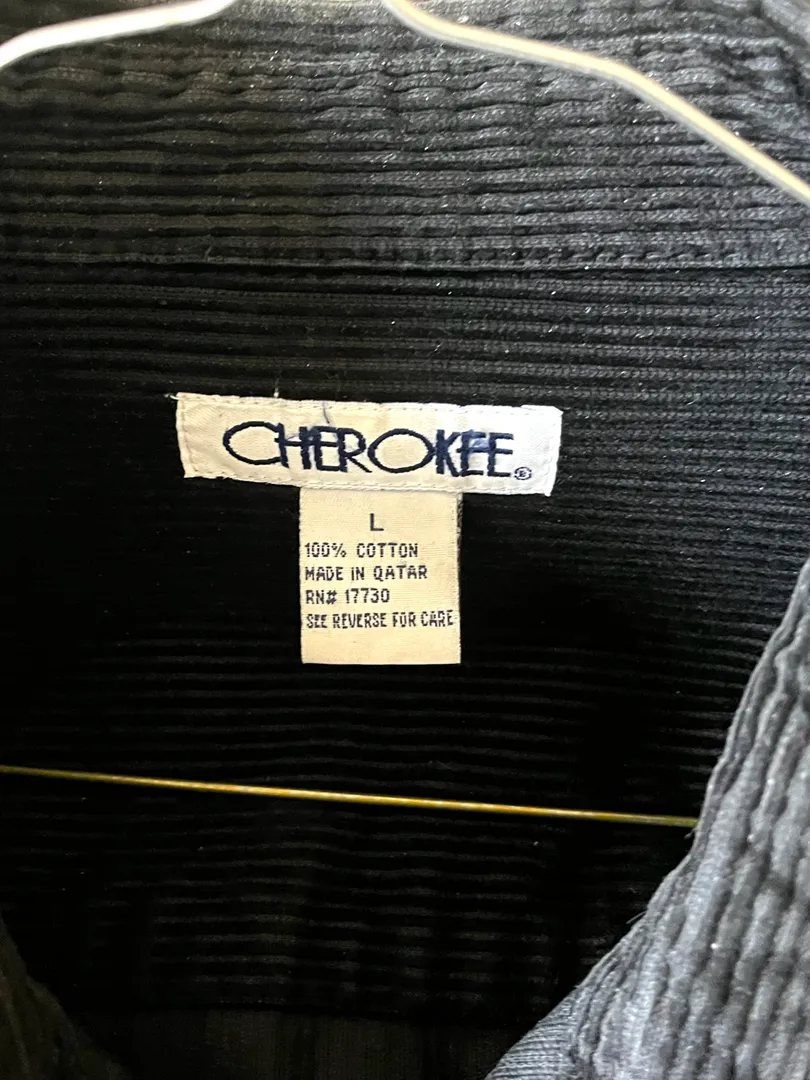 CHEROKEE®
L
100% COTTON
MADE IN QATAR
RN# 17730
SEE REVERSE FOR CARE